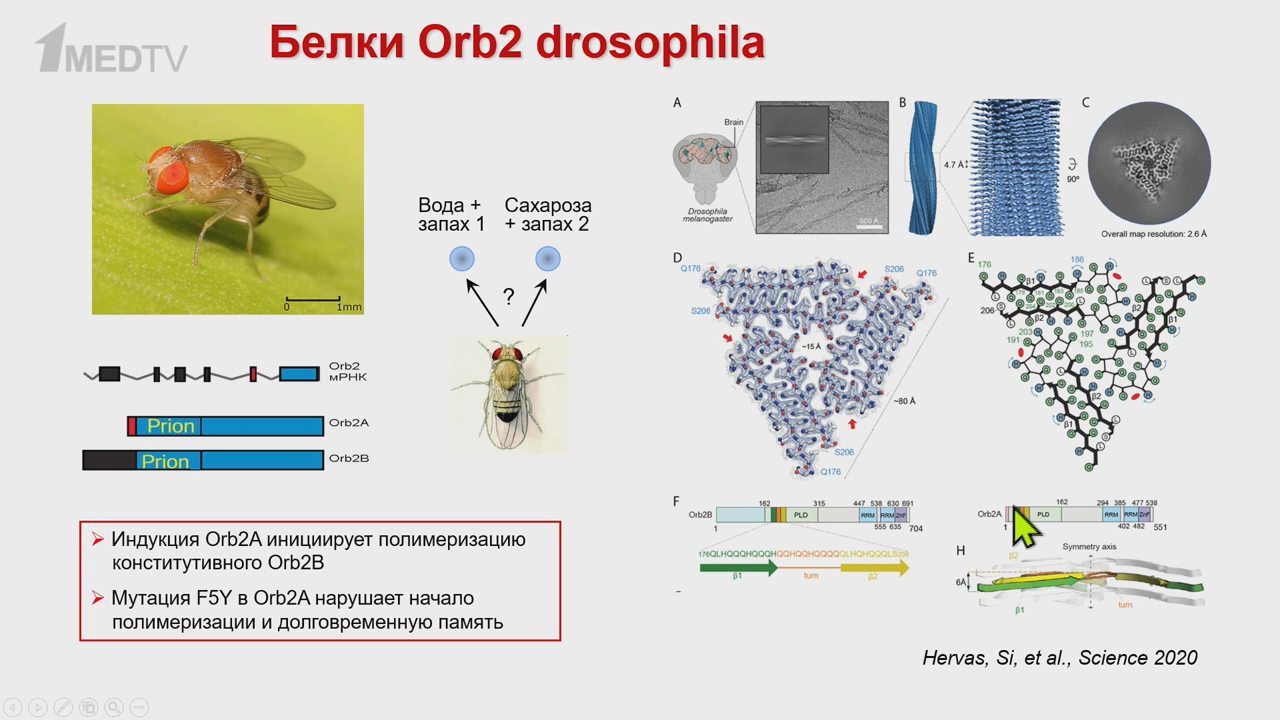 1MEDTV
Белки Orb2 drosophila
0 1mm
Вода +
запах 1
Сахароза
+ запах 2
?
Orb2
мРНК
Prion
Orb2A
Prion
Orb2B
➢ Индукция Orb2A инициирует полимеризацию
конститутивного Orb2B
➢ Мутация F5Y в Orb2A нарушает начало
полимеризации и долговременную память
A
Brain
Drosophila
melanogaster
500 Å
B
4.7 Å
90º
C
Overall map resolution: 2.6 Å
D
Q176
S206
Q176
S206
~15 Å
~80 Å
S206
Q176
E
176
186
β1
β2
206
203
191
197
195
β2
β1
β2
β1
F
162
315
447 538 630 691
Orb2B
PLD
RRM
RRM
ZnF
1
555 635
704
176QLHQQQHQQQHQQHQQHQQQQQLHQHQQQLS206
β1
turn
β2
162
294 385 477 538
Orb2A
PLD
RRM
RRM
ZnF
1
402 482
551
β2
H
Symmetry axis
6Å
β1
turn
Hervas, Si, et al., Science 2020